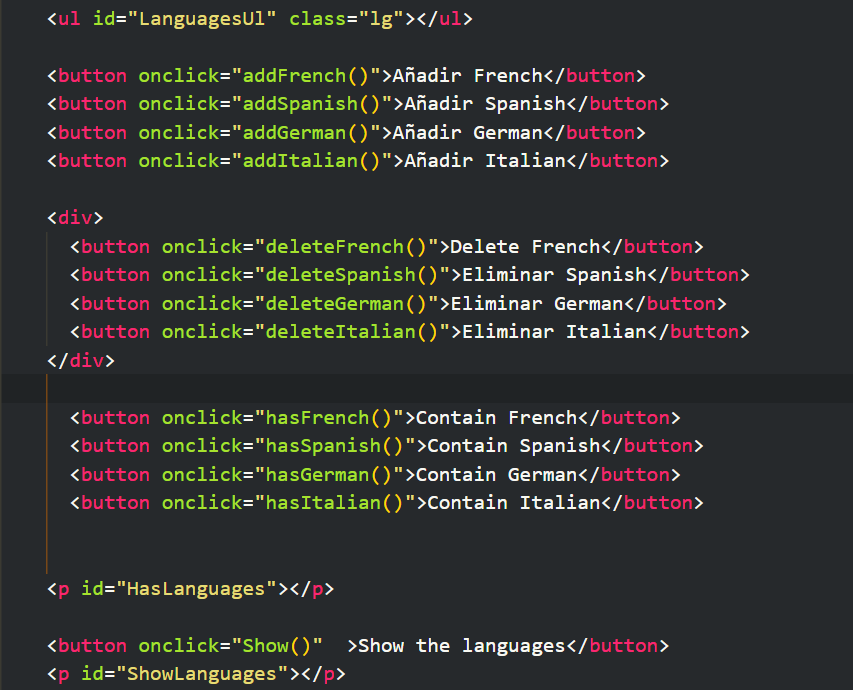 <ul id="LanguagesUl" class="lg"></ul>
<button onclick="addFrench()">Añadir French</button>
<button onclick="addSpanish()">Añadir Spanish</button>
<button onclick="addGerman()">Añadir German</button>
<button onclick="addItalian()">Añadir Italian</button>
<div>
<button onclick="deleteFrench()">Delete French</button>
<button onclick="deleteSpanish()">Eliminar Spanish</button>
<button onclick="deleteGerman()">Eliminar German</button>
<button onclick="deleteItalian()">Eliminar Italian</button>
</div>
<button onclick="hasFrench()">Contain French</button>
<button onclick="hasSpanish()">Contain Spanish</button>
<button onclick="hasGerman()">Contain German</button>
<button onclick="hasItalian()">Contain Italian</button>
<p id="HasLanguages"></p>
<button onclick="Show()"  >Show the languages</button>
<p id="ShowLanguages"></p>